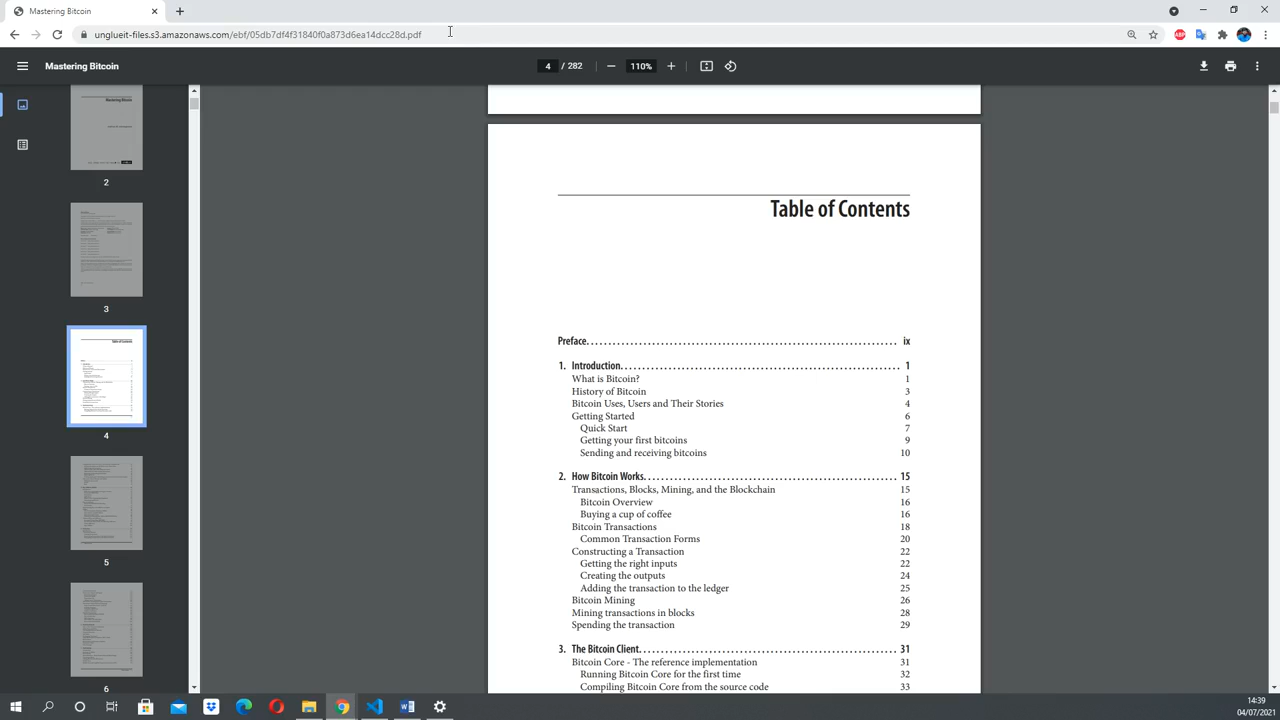 Mastering Bitcoin
unglueit-files.s3.amazonaws.com/ebf/05db7df4f31840f0a873d6ea14dcc28d.pdf
ABP
Mastering Bitcoin
4 / 282
110%
Mastering Bitcoin
2
3
4
5
6
Table of Contents
Preface. ix
1. Introduction. 1
What is Bitcoin? 1
History of Bitcoin 3
Bitcoin Uses, Users and Their Stories 4
Getting Started 6
Quick Start 7
Getting your first bitcoins 9
Sending and receiving bitcoins 10
2. How Bitcoin Works. 15
Transactions, Blocks, Mining, and the Blockchain 15
Bitcoin Overview 16
Buying a cup of coffee 16
Bitcoin Transactions 18
Common Transaction Forms 20
Constructing a Transaction 22
Getting the right inputs 22
Creating the outputs 24
Adding the transaction to the ledger 25
Bitcoin Mining 26
Mining transactions in blocks 28
Spending the transaction 29
3. The Bitcoin Client. 31
Bitcoin Core - The reference implementation 31
Running Bitcoin Core for the first time 32
Compiling Bitcoin Core from the source code 33
14:39
04/07/2021